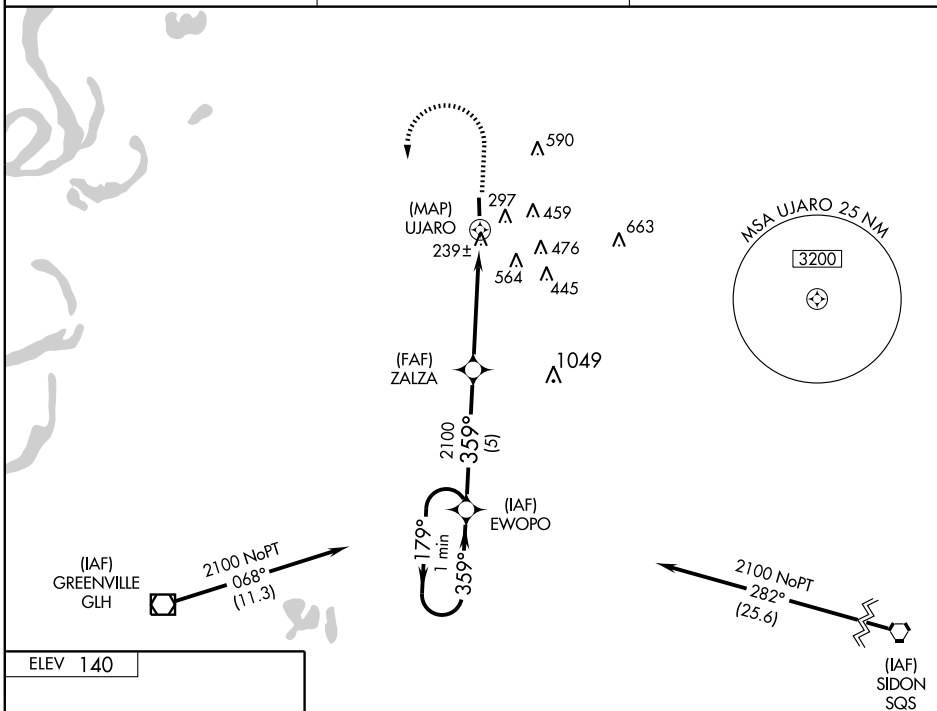 590
297
459
(MAP)
UJARO
663
239±
476
564
445
MSA UJARO 25 NM
3200
(FAF)
ZALZA
1049
2100
359°
(5)
(IAF)
EWOPO
179°
1 min
359°
(IAF)
GREENVILLE
GLH
2100 NoPT
068°
(11.3)
2100 NoPT
282°
(25.6)
(IAF)
SIDON
SQS
ELEV 140